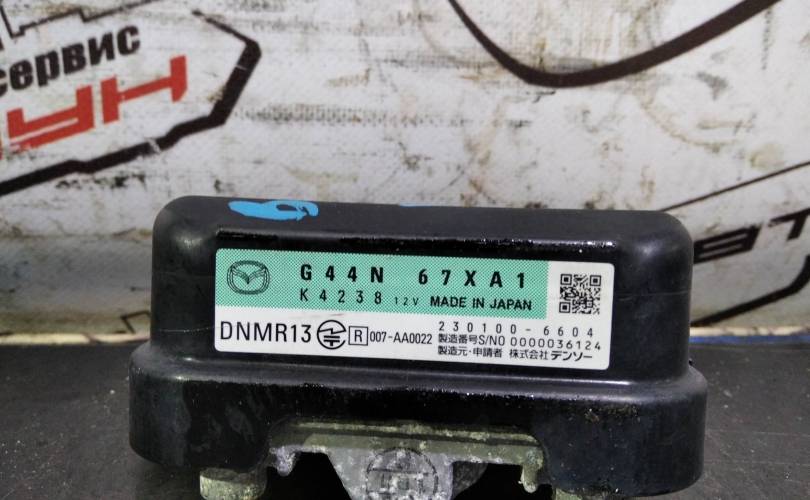 сервис
G44N 67XA1
K4238 12V MADE IN JAPAN
DNMR13 R 007-AA0022
230100-6604
製造番号S/NO 0000036124
製造元・申請者 株式会社 デンソー